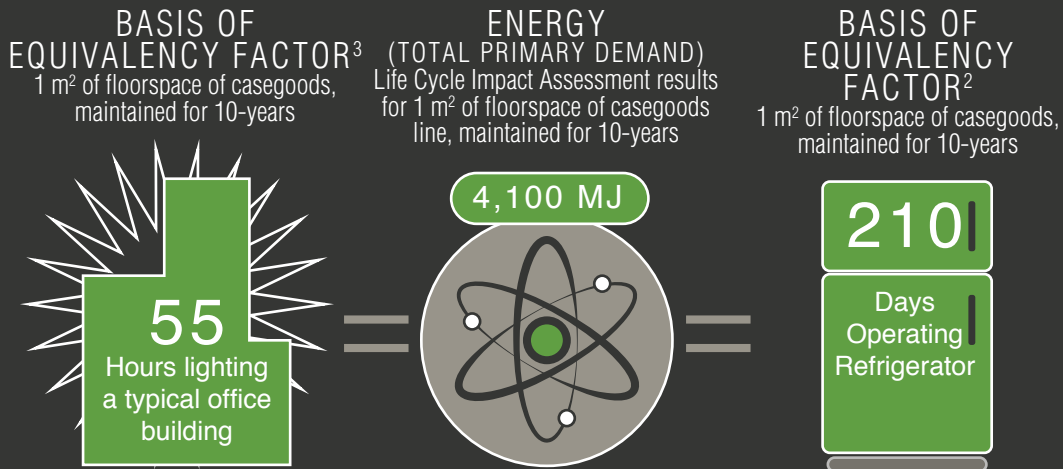 BASIS OF
EQUIVALENCY FACTOR³
1 m² of floorspace of casegoods,
maintained for 10-years
55
Hours lighting
a typical office
building
ENERGY
(TOTAL PRIMARY DEMAND)
Life Cycle Impact Assessment results
for 1 m² of floorspace of casegoods
line, maintained for 10-years
4,100 MJ
BASIS OF
EQUIVALENCY
FACTOR²
1 m² of floorspace of casegoods,
maintained for 10-years
210
Days
Operating
Refrigerator